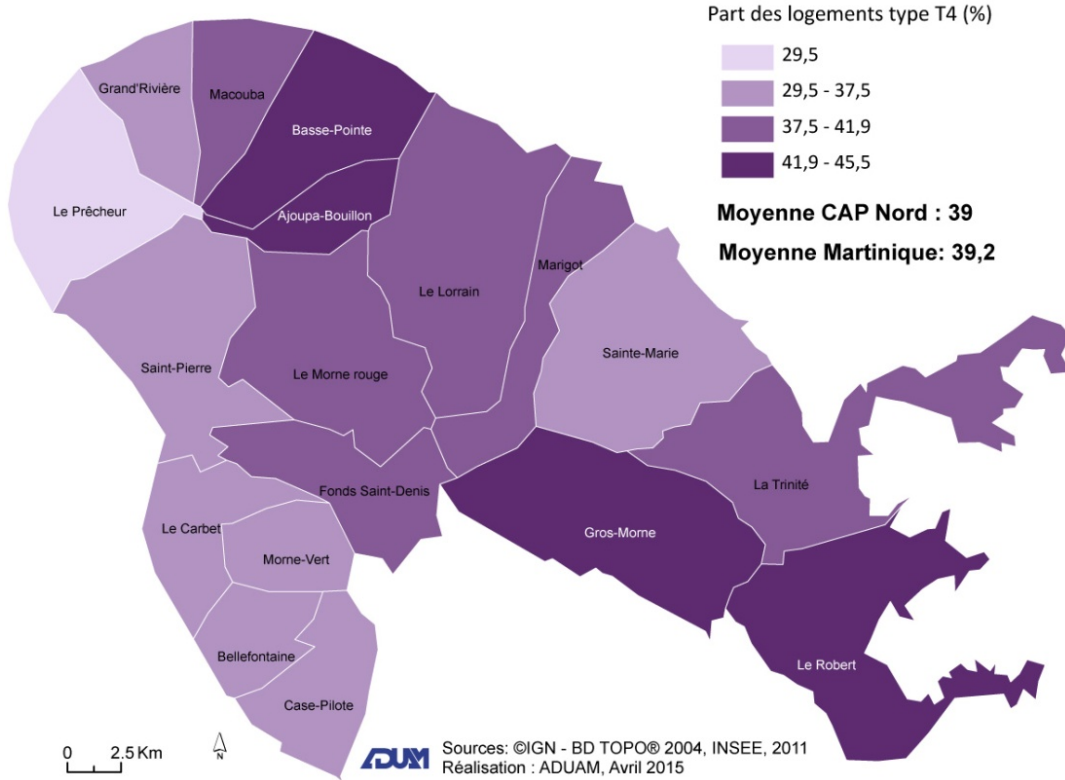 Part des logements type T4 (%)
29,5
29,5 - 37,5
37,5 - 41,9
41,9 - 45,5
Moyenne CAP Nord : 39
Moyenne Martinique: 39,2
Grand'Rivière
Macouba
Basse-Pointe
Le Prêcheur
Ajoupa-Bouillon
Marigot
Le Lorrain
Sainte-Marie
Saint-Pierre
Le Morne rouge
La Trinité
Fonds Saint-Denis
Le Carbet
Gros-Morne
Morne-Vert
Bellefontaine
Le Robert
Case-Pilote
0 2.5 Km
N
ADUAM
Sources: ©IGN - BD TOPO® 2004, INSEE, 2011
Réalisation : ADUAM, Avril 2015